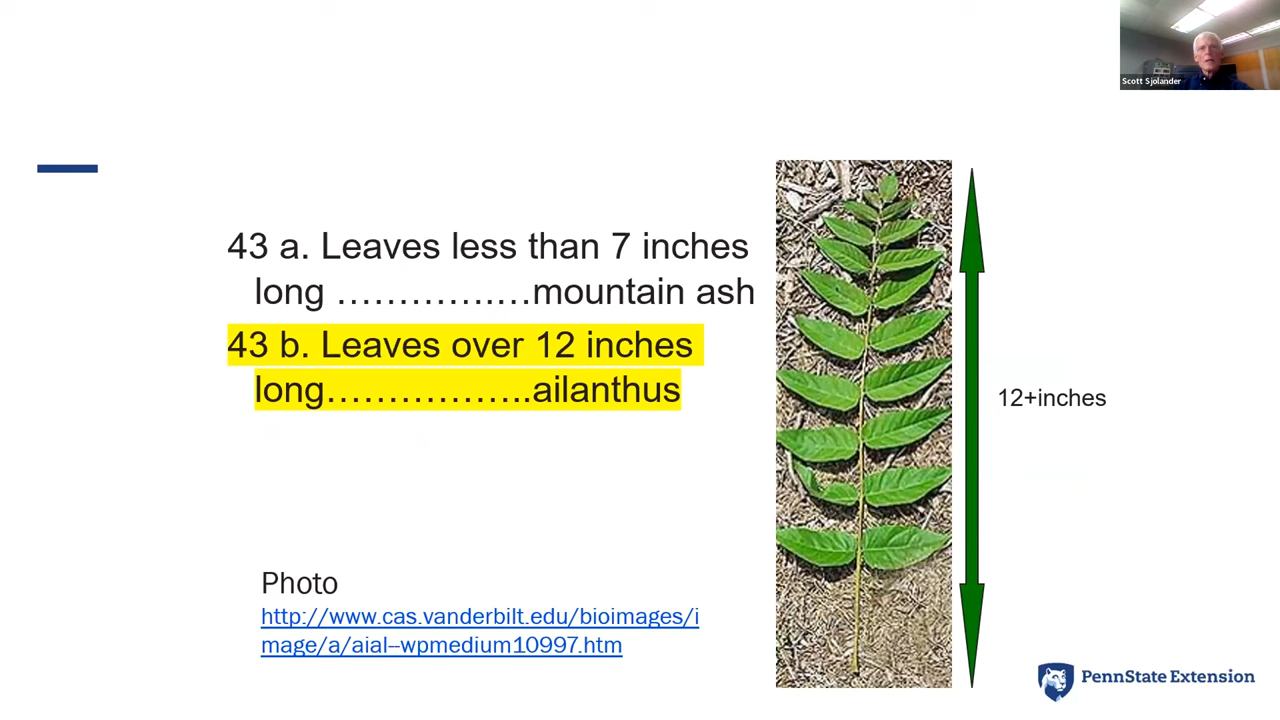 Scott Sjolander
43 a. Leaves less than 7 inches
long ………….…mountain ash
43 b. Leaves over 12 inches
long……………..ailanthus
12+inches
Photo
http://www.cas.vanderbilt.edu/bioimages/i
mage/a/aial--wpmedium10997.htm
PennState Extension